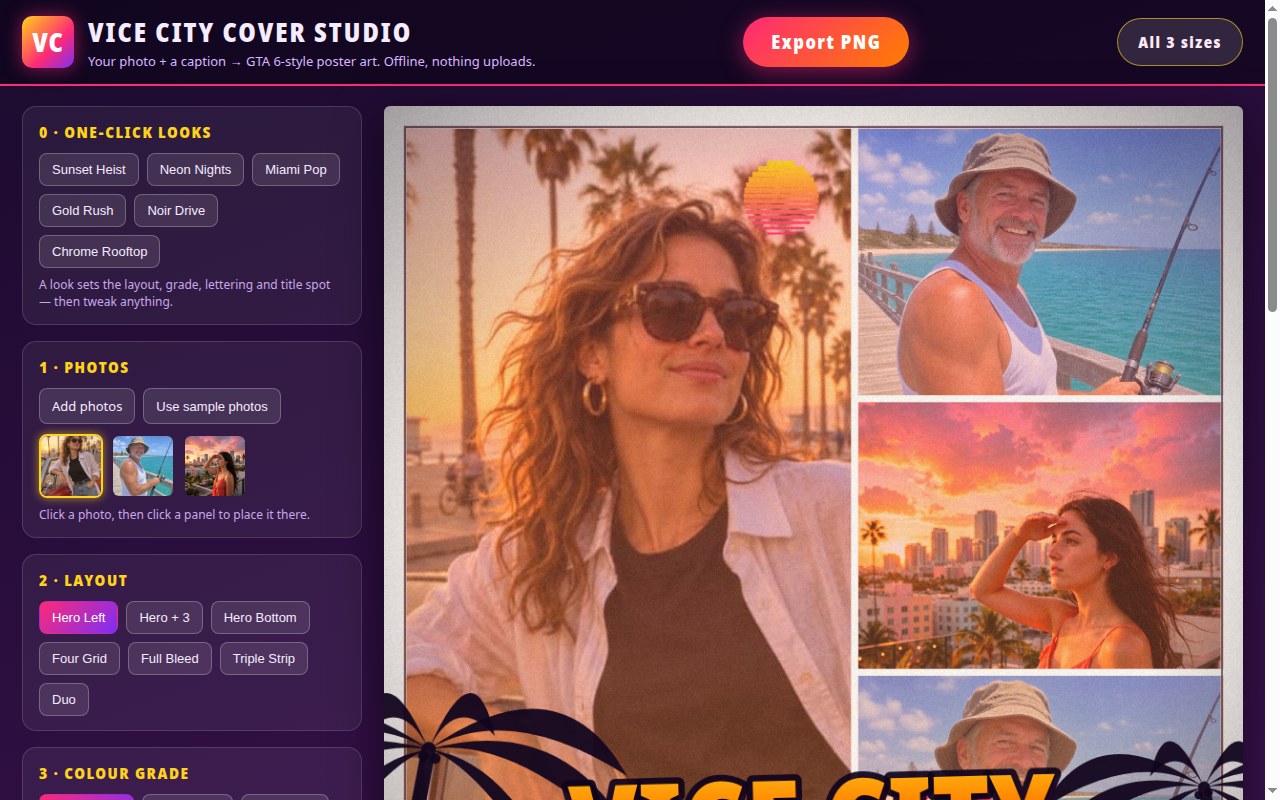 VC
VICE CITY COVER STUDIO
Your photo + a caption → GTA 6-style poster art. Offline, nothing uploads.
Export PNG
All 3 sizes
0 · ONE-CLICK LOOKS
Sunset Heist
Neon Nights
Miami Pop
Gold Rush
Noir Drive
Chrome Rooftop
A look sets the layout, grade, lettering and title spot
— then tweak anything.
1 · PHOTOS
Add photos
Use sample photos
Click a photo, then click a panel to place it there.
2 · LAYOUT
Hero Left
Hero + 3
Hero Bottom
Four Grid
Full Bleed
Triple Strip
Duo
3 · COLOUR GRADE
VICE CITY